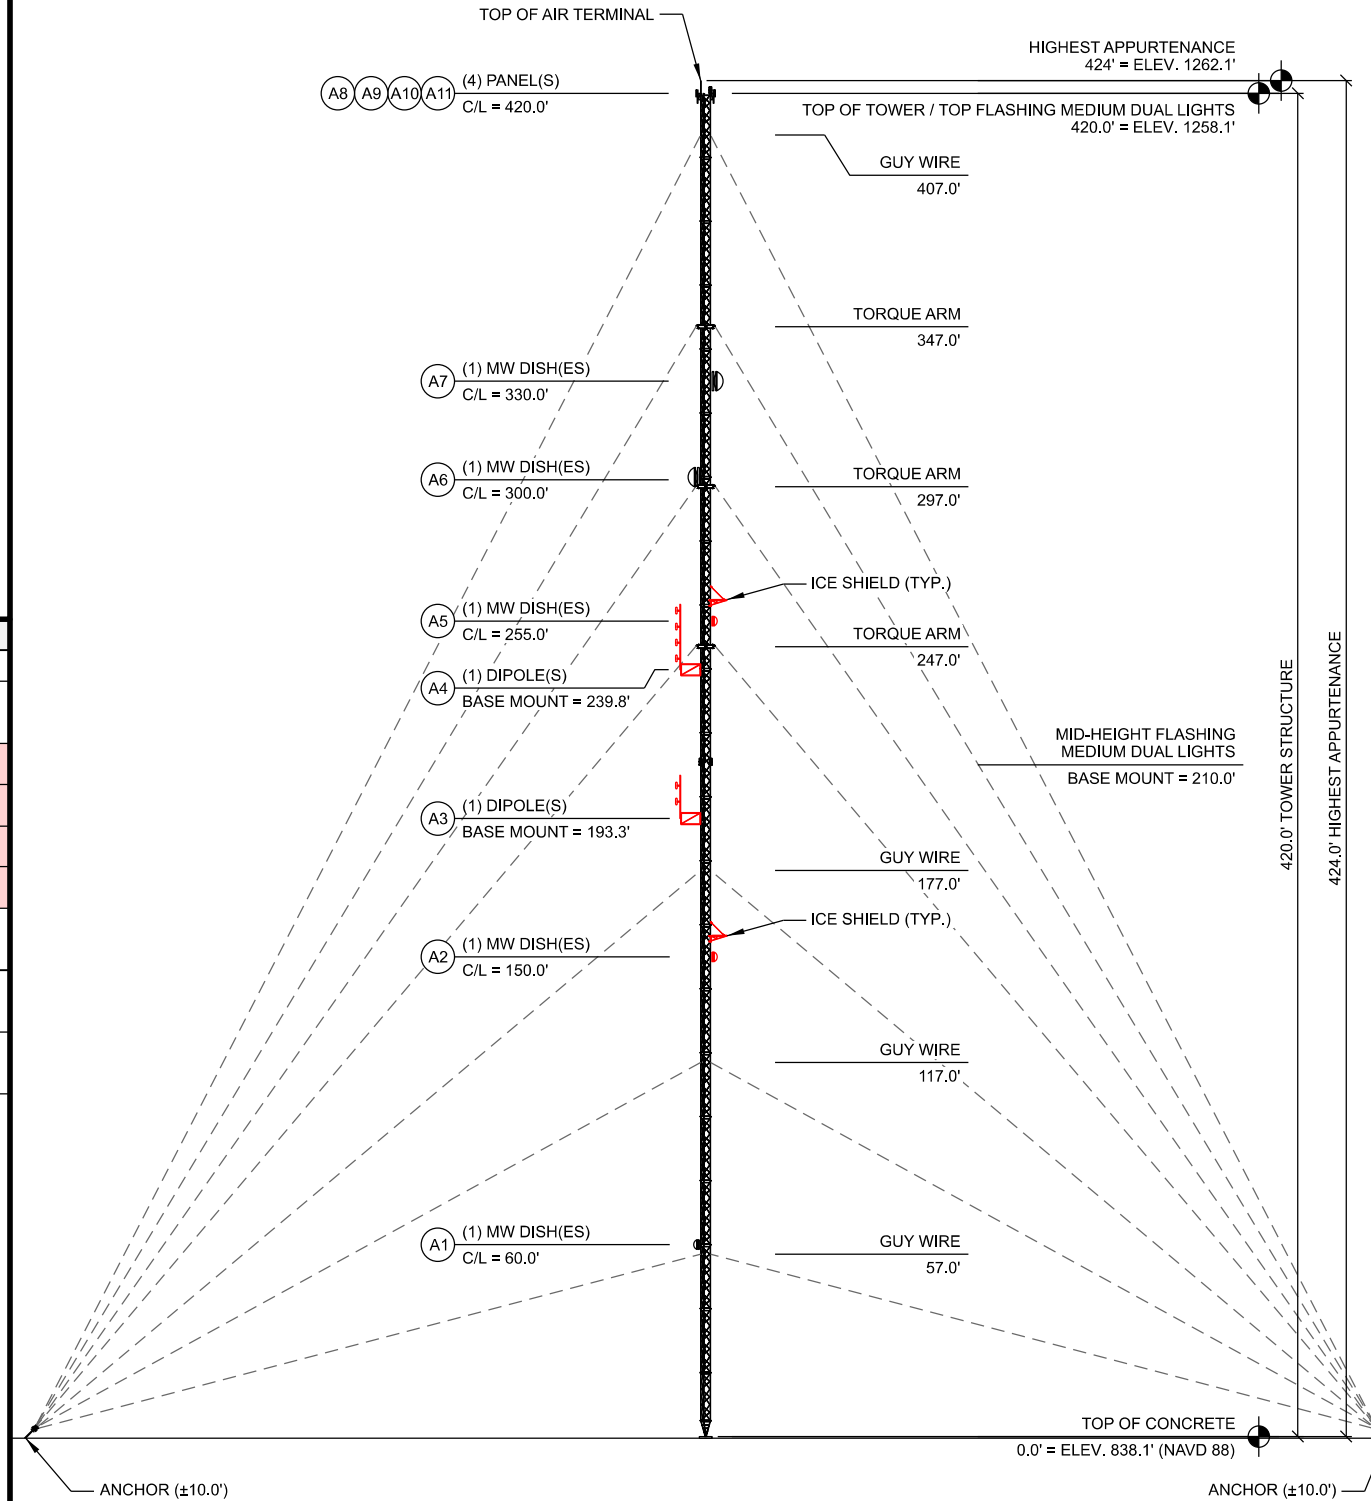 TOP OF AIR TERMINAL
HIGHEST APPURTENANCE
424' = ELEV. 1262.1'
A8
A9
A10
A11
(4) PANEL(S)
C/L = 420.0'
TOP OF TOWER / TOP FLASHING MEDIUM DUAL LIGHTS
420.0' = ELEV. 1258.1'
GUY WIRE
407.0'
TORQUE ARM
347.0'
A7
(1) MW DISH(ES)
C/L = 330.0'
A6
(1) MW DISH(ES)
C/L = 300.0'
TORQUE ARM
297.0'
ICE SHIELD (TYP.)
A5
(1) MW DISH(ES)
C/L = 255.0'
TORQUE ARM
247.0'
A4
(1) DIPOLE(S)
BASE MOUNT = 239.8'
MID-HEIGHT FLASHING
MEDIUM DUAL LIGHTS
BASE MOUNT = 210.0'
420.0' TOWER STRUCTURE
424.0' HIGHEST APPURTENANCE
A3
(1) DIPOLE(S)
BASE MOUNT = 193.3'
GUY WIRE
177.0'
ICE SHIELD (TYP.)
A2
(1) MW DISH(ES)
C/L = 150.0'
GUY WIRE
117.0'
A1
(1) MW DISH(ES)
C/L = 60.0'
GUY WIRE
57.0'
TOP OF CONCRETE
0.0' = ELEV. 838.1' (NAVD 88)
ANCHOR (±10.0')
ANCHOR (±10.0')